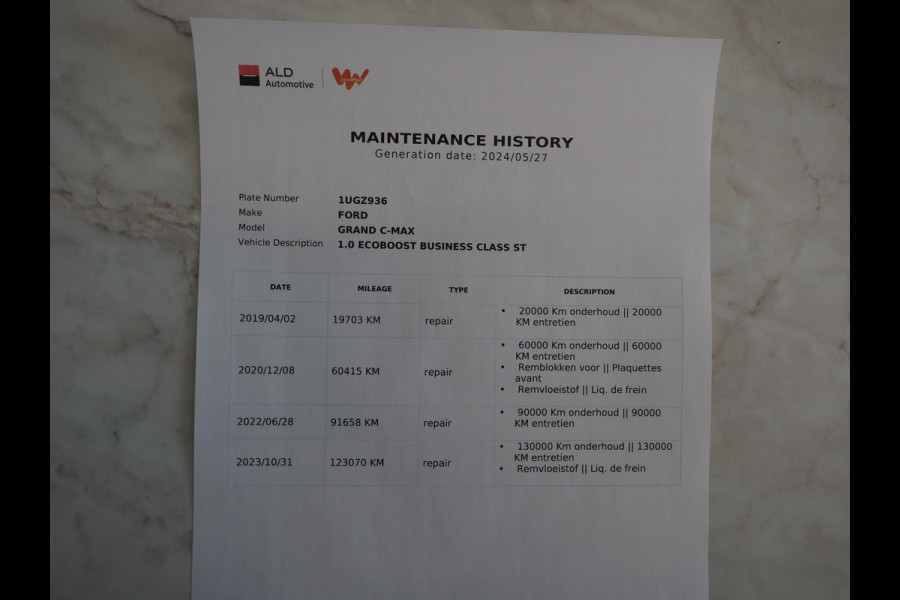 ALD
Automotive
MAINTENANCE HISTORY
Generation date: 2024/05/27
Plate Number 1UGZ936
Make FORD
Model GRAND C-MAX
Vehicle Description 1.0 ECOBOOST BUSINESS CLASS ST
DATE MILEAGE TYPE DESCRIPTION
2019/04/02 19703 KM repair
• 20000 Km onderhoud || 20000
KM entretien
2020/12/08 60415 KM repair
• 60000 Km onderhoud || 60000
KM entretien
• Remblokken voor || Plaquettes
avant
• Remvloeistof || Liq. de frein
2022/06/28 91658 KM repair
• 90000 Km onderhoud || 90000
KM entretien
2023/10/31 123070 KM repair
• 130000 Km onderhoud || 130000
KM entretien
• Remvloeistof || Liq. de frein